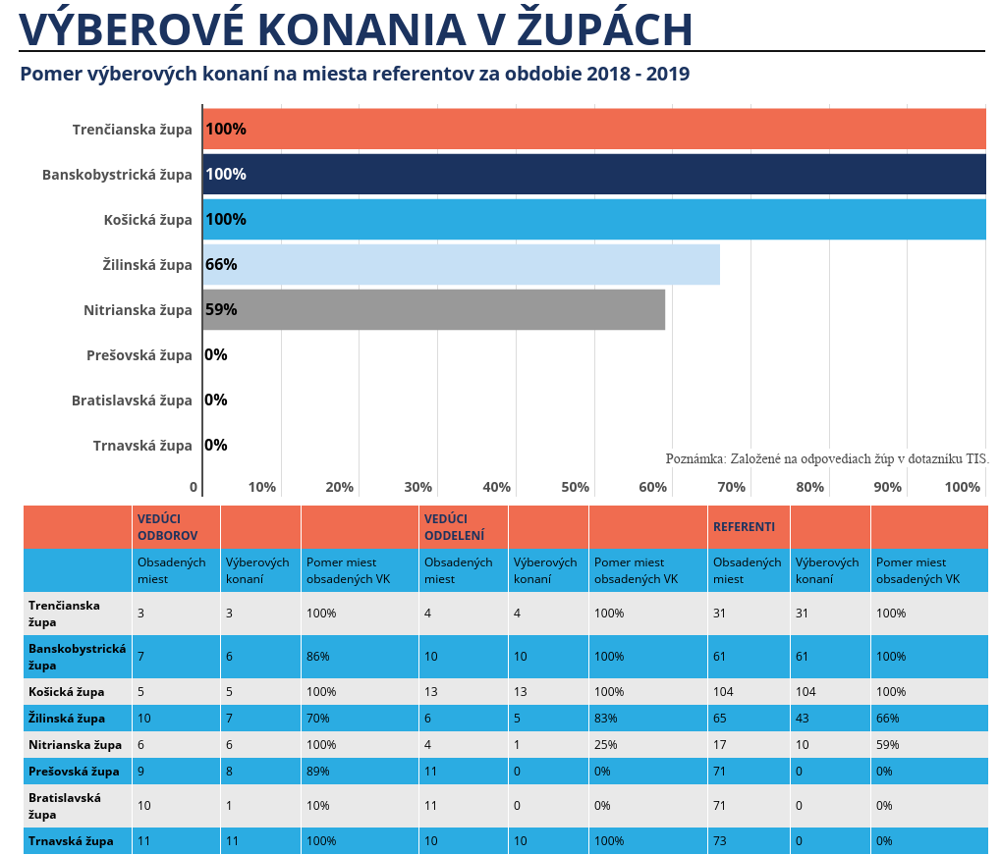 VÝBEROVÉ KONANIA V ŽUPÁCH
Pomer výberových konaní na miesta referentov za obdobie 2018 - 2019
Trenčianska župa 100%
Banskobystrická župa 100%
Košická župa 100%
Žilinská župa 66%
Nitrianska župa 59%
Prešovská župa 0%
Bratislavská župa 0%
Trnavská župa 0%
Poznámka: Založené na odpovediach žúp v dotazníku TIS.
0 10% 20% 30% 40% 50% 60% 70% 80% 90% 100%
VEDÚCI ODBOROV VEDÚCI ODDELENÍ REFERENTI
Obsadených miest Výberových konaní Pomer miest obsadených VK Obsadených miest Výberových konaní Pomer miest obsadených VK Obsadených miest Výberových konaní Pomer miest obsadených VK
Trenčianska župa 3 3 100% 4 4 100% 31 31 100%
Banskobystrická župa 7 6 86% 10 10 100% 61 61 100%
Košická župa 5 5 100% 13 13 100% 104 104 100%
Žilinská župa 10 7 70% 6 5 83% 65 43 66%
Nitrianska župa 6 6 100% 4 1 25% 17 10 59%
Prešovská župa 9 8 89% 11 0 0% 71 0 0%
Bratislavská župa 10 1 10% 11 0 0% 71 0 0%
Trnavská župa 11 11 100% 10 10 100% 73 0 0%